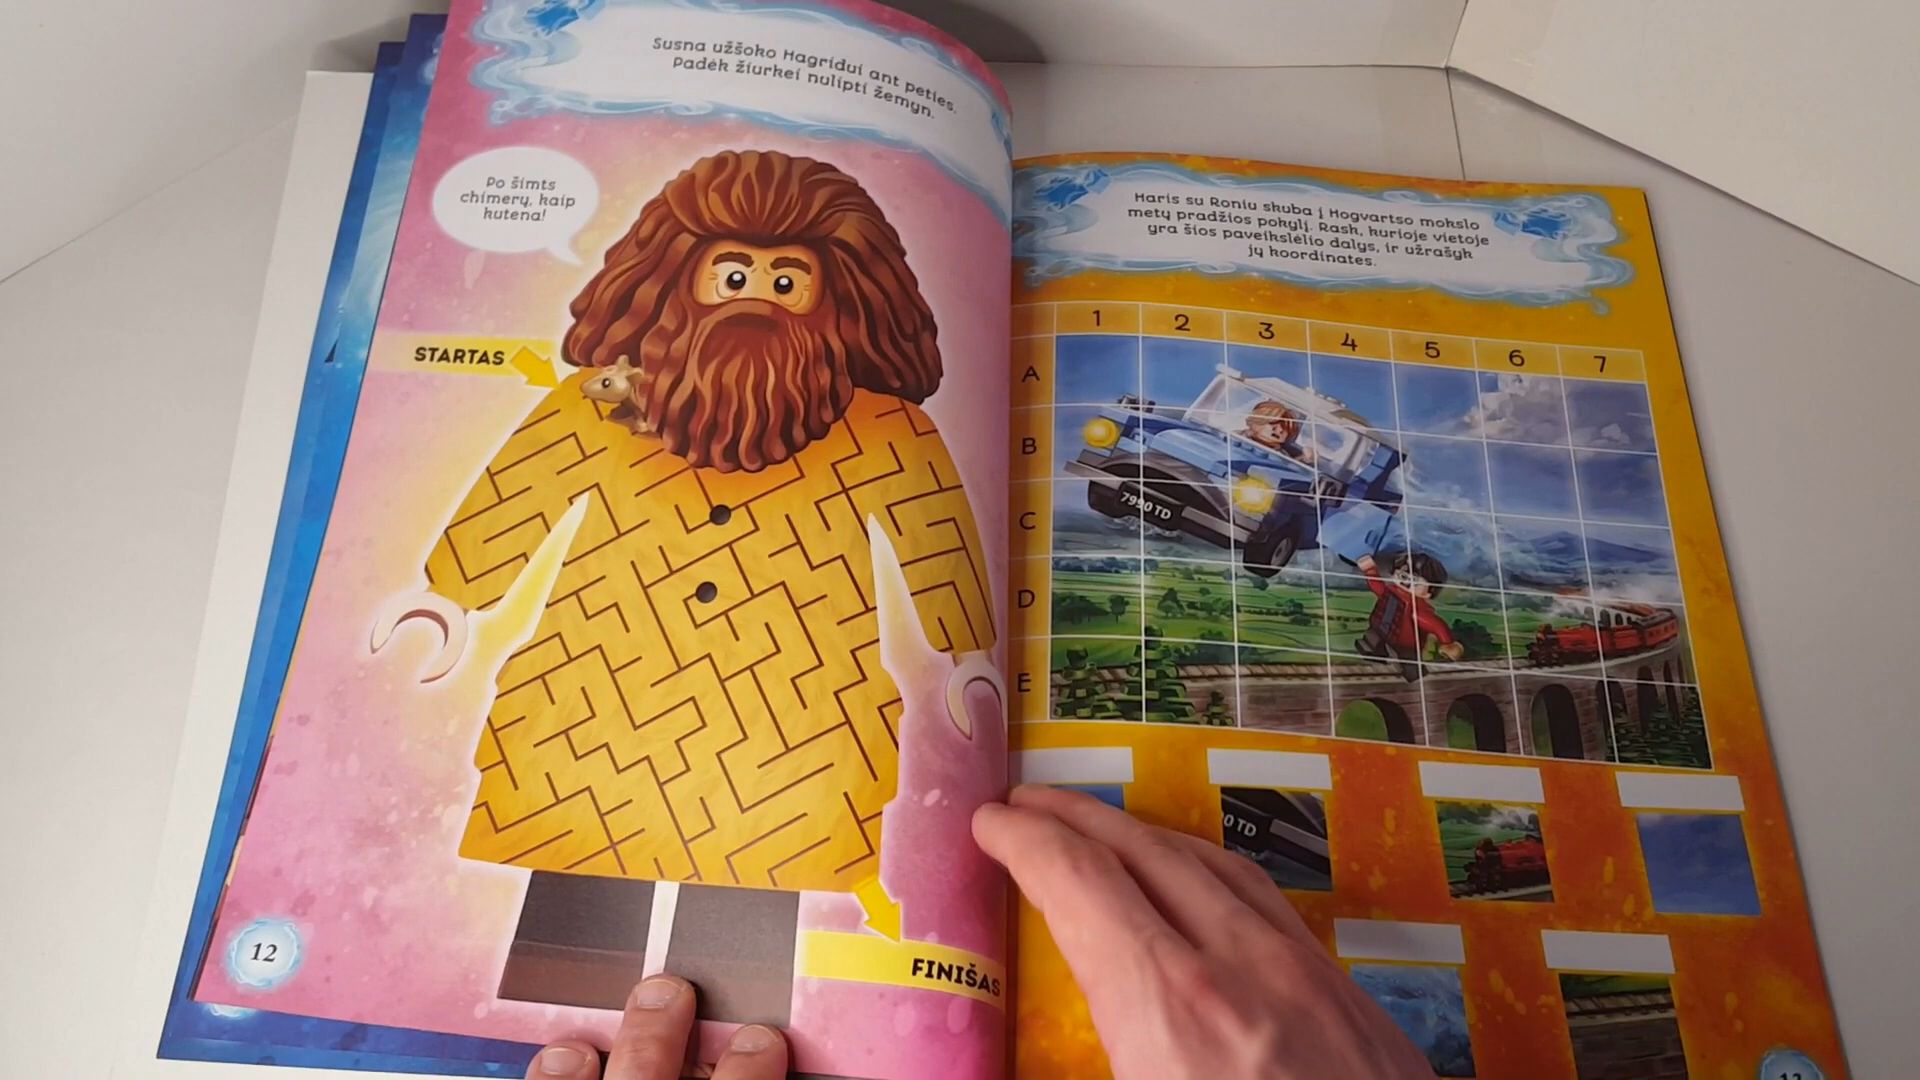 Susna užšoko Hagridui ant peties.
Padėk žiurkei nulipti žemyn.
Po šimts
chimerų, kaip
kutena!
STARTAS
FINIŠAS
12
Haris su Roniu skuba į Hogvartso mokslo
metų pradžios pokylį. Rask, kurioje vietoje
yra šios paveikslėlio dalys, ir užrašyk
jų koordinates.
1 2 3 4 5 6 7
A
B
C
D
E
7990 TD
0 TD
13